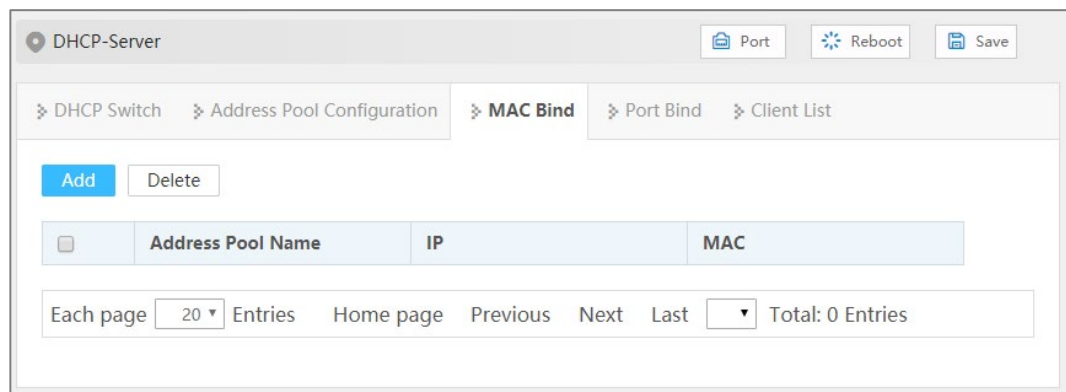 DHCP-Server Port Reboot Save
DHCP Switch Address Pool Configuration MAC Bind Port Bind Client List
Add Delete
Address Pool Name IP MAC
Each page 20 Entries Home page Previous Next Last Total: 0 Entries